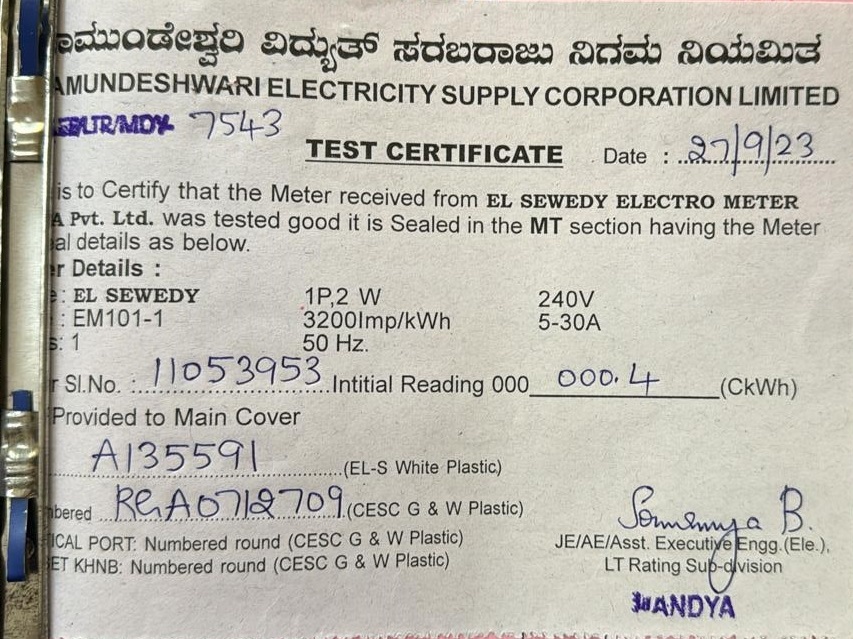 ಾಮುಂಡೇಶ್ವರಿ ವಿದ್ಯುತ್ ಸರಬರಾಜು ನಿಗಮ ನಿಯಮಿತ
AMUNDESHWARI ELECTRICITY SUPPLY CORPORATION LIMITED
7543
TEST CERTIFICATE Date : 27/9/23
is to Certify that the Meter received from EL SEWEDY ELECTRO METER
A Pvt. Ltd. was tested good it is Sealed in the MT section having the Meter
al details as below.
r Details :
: EL SEWEDY 1P,2 W 240V
: EM101-1 3200Imp/kWh 5-30A
s: 1 50 Hz.
r Sl.No. : 11053953 Intitial Reading 000 000.4 (CkWh)
Provided to Main Cover
A135591 (EL-S White Plastic)
bered RGA0712709 (CESC G & W Plastic)
ICAL PORT: Numbered round (CESC G & W Plastic)
ET KHNB: Numbered round (CESC G & W Plastic)
B.
JE/AE/Asst. Executive Engg.(Ele.),
LT Rating Sub-division
MANDYA